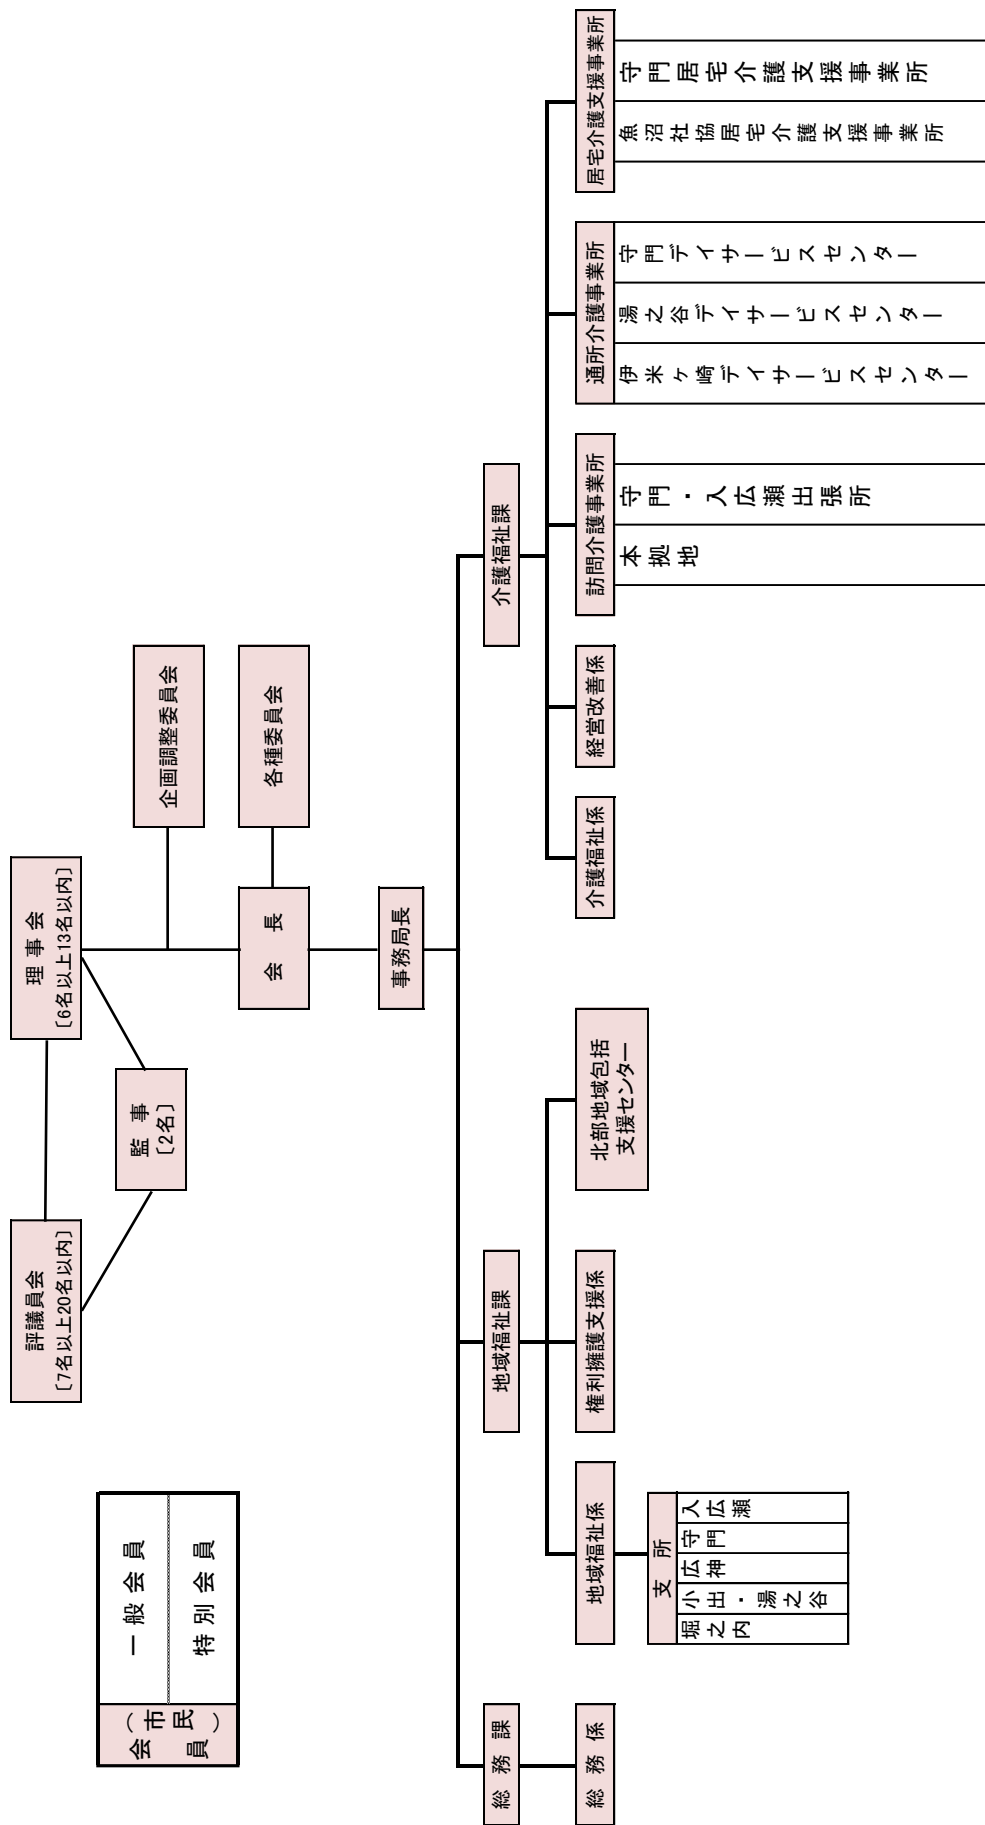 評議員会
〔7名以上20名以内〕
理事会
〔6名以上13名以内〕
監事
〔2名〕
会員
（市民）
一般会員
特別会員
企画調整委員会
各種委員会
会長
事務局長
総務課
地域福祉課
介護福祉課
総務係
地域福祉係
権利擁護支援係
北部地域包括
支援センター
介護福祉係
経営改善係
訪問介護事業所
通所介護事業所
居宅介護支援事業所
支所
堀之内
小出・湯之谷
広神
守門
入広瀬
本拠地
守門・入広瀬出張所
伊米ヶ崎デイサービスセンター
湯之谷デイサービスセンター
守門デイサービスセンター
魚沼社協居宅介護支援事業所
守門居宅介護支援事業所